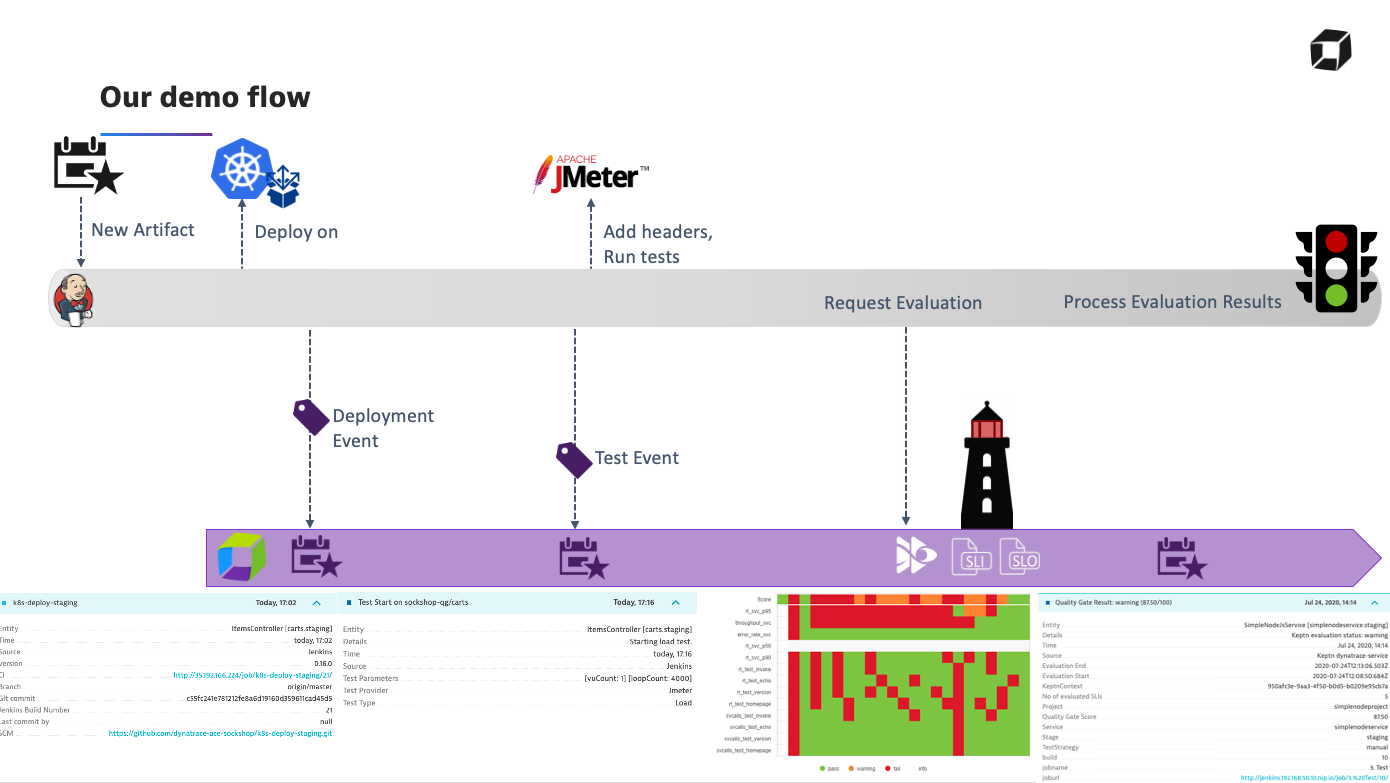 Our demo flow
APACHE
JMeter™
New Artifact
Deploy on
Add headers,
Run tests
Request Evaluation
Process Evaluation Results
Deployment
Event
Test Event
SLI
SLO
k8s-deploy-staging Today, 17:02
Entity ItemsController [carts.staging]
Time today, 17:02
Source Jenkins
Version 0.16.0
CI http://35.192.166.224/job/k8s-deploy-staging/21/
Branch origin/master
Git commit c55fc241e781212fe8a6d19160d359611cad45d5
Jenkins Build Number 21
Last commit by null
SCM https://github.com/dynatrace-ace-sockshop/k8s-deploy-staging.git
Test Start on sockshop-qg/carts Today, 17:16
Entity ItemsController [carts.staging]
Details Starting load test.
Time today, 17:16
Source Jenkins
Test Parameters [vuCount: 1] [loopCount: 4000]
Test Provider Jmeter
Test Type Load
Score
rt_svc_p95
throughput_svc
error_rate_svc
rt_svc_p50
rt_svc_p90
rt_test_invoke
rt_test_echo
rt_test_version
rt_test_homepage
svcalls_test_invoke
svcalls_test_echo
svcalls_test_version
svcalls_test_homepage
pass warning fail info
Quality Gate Result: warning (87.50/100) Jul 24, 2020, 14:14
Entity SimpleNodeJsService [simplenodeservice.staging]
Details Keptn evaluation status: warning
Time Jul 24, 2020, 14:14
Source Keptn dynatrace-service
Evaluation End 2020-07-24T12:13:06.503Z
Evaluation Start 2020-07-24T12:08:50.684Z
KeptnContext 950afc3e-9aa3-4f50-b0d5-b0209e95cb7a
No of evaluated SLIs 5
Project simplenodeproject
Quality Gate Score 87.50
Service simplenodeservice
Stage staging
TestStrategy manual
build 10
jobname 3. Test
joburl http://jenkins.192.168.50.10.nip.io/job/3.%20Test/10/